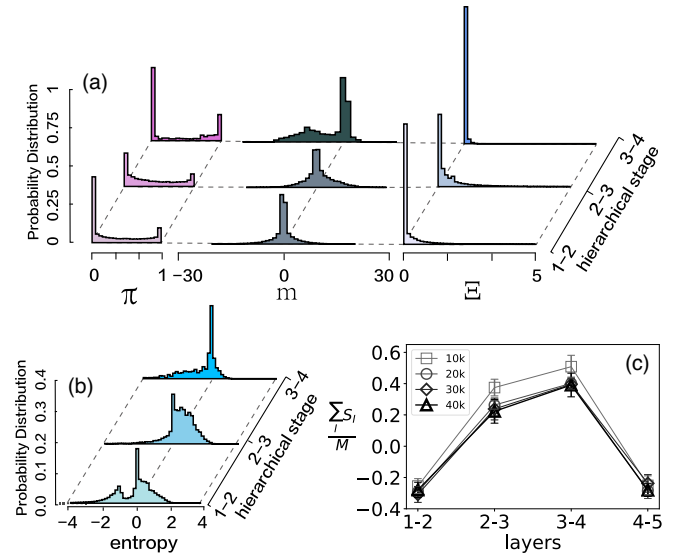 (a)
Probability Distribution
1
0.75
0.5
0.25
0
0
1
π
−30
0
30
m
0
5
Ξ
1−2
2−3
3−4
hierarchical stage
(b)
Probability Distribution
0.4
0.3
0.2
0.1
0.0
−4
−2
0
2
4
entropy
1−2
2−3
3−4
hierarchical stage
(c)
10k
20k
30k
40k
0.6
0.4
0.2
0.0
−0.2
−0.4
∑ₗ Sₗ
M
1-2
2-3
3-4
4-5
layers